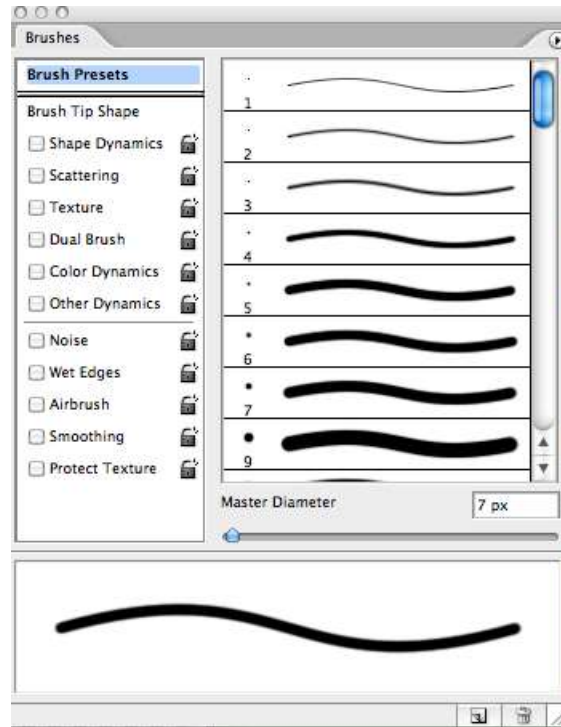 Brushes
Brush Presets
Brush Tip Shape
Shape Dynamics
Scattering
Texture
Dual Brush
Color Dynamics
Other Dynamics
Noise
Wet Edges
Airbrush
Smoothing
Protect Texture
1
2
3
4
5
6
7
9
Master Diameter
7 px